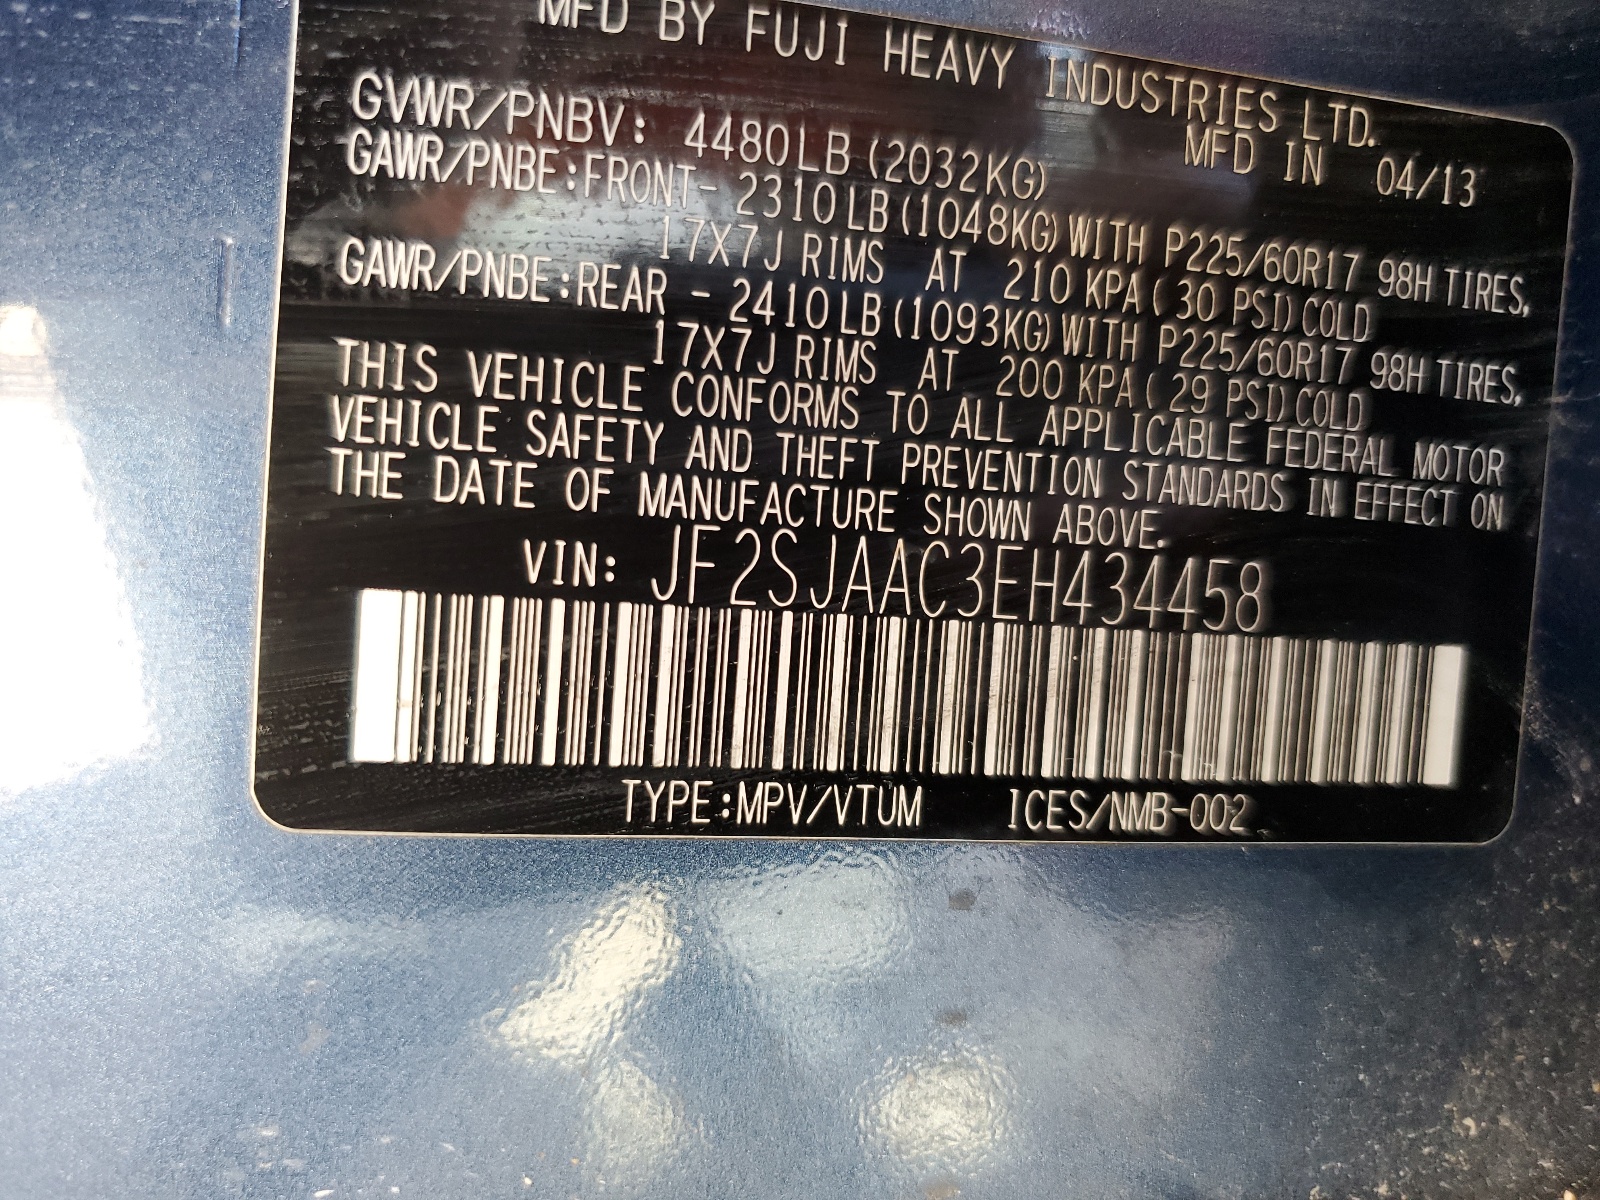 MFD BY FUJI HEAVY INDUSTRIES LTD.
MFD IN 04/13
GVWR/PNBV: 4480LB (2032KG)
GAWR/PNBE:FRONT- 2310LB(1048KG)WITH P225/60R17 98H TIRES,
17X7J RIMS AT 210 KPA( 30 PSI)COLD
GAWR/PNBE:REAR - 2410LB(1093KG)WITH P225/60R17 98H TIRES,
17X7J RIMS AT 200 KPA( 29 PSI)COLD
THIS VEHICLE CONFORMS TO ALL APPLICABLE FEDERAL MOTOR
VEHICLE SAFETY AND THEFT PREVENTION STANDARDS IN EFFECT ON
THE DATE OF MANUFACTURE SHOWN ABOVE.
VIN: JF2SJAAC3EH434458
TYPE:MPV/VTUM ICES/NMB-002